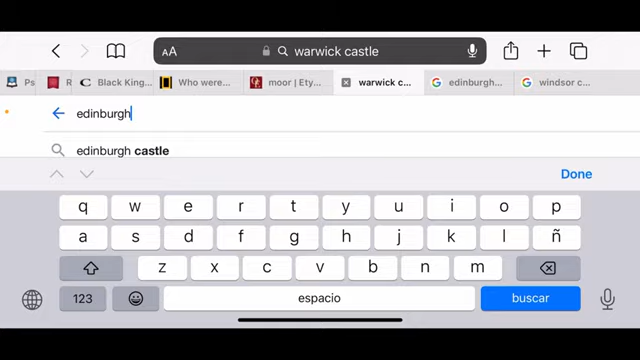 AA warwick castle
Ps R Black King... Who were... moor | Ety... warwick c... edinburgh... windsor c...
edinburgh
edinburgh castle
Done
q w e r t y u i o p
a s d f g h j k l ñ
z x c v b n m
123 espacio buscar